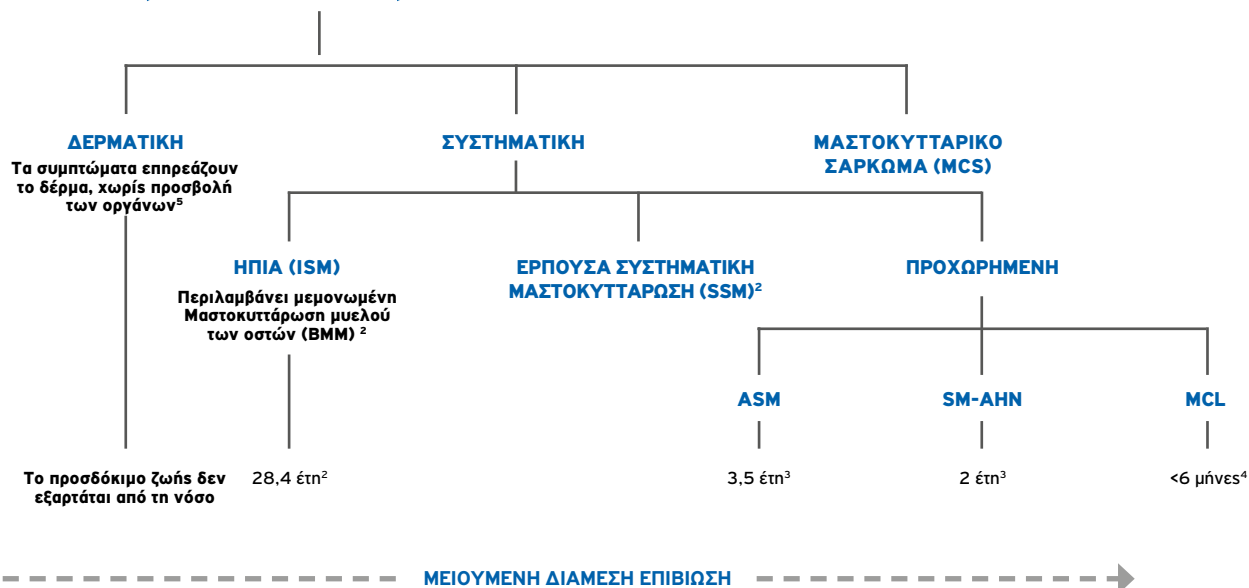 ΔΕΡΜΑΤΙΚΗ
Τα συμπτώματα επηρεάζουν
το δέρμα, χωρίς προσβολή
των οργάνων⁵
ΣΥΣΤΗΜΑΤΙΚΗ
ΜΑΣΤΟΚΥΤΤΑΡΙΚΟ
ΣΑΡΚΩΜΑ (MCS)
ΗΠΙΑ (ISM)
Περιλαμβάνει μεμονωμένη
Μαστοκυττάρωση μυελού
των οστών (BMM) ²
ΕΡΠΟΥΣΑ ΣΥΣΤΗΜΑΤΙΚΗ
ΜΑΣΤΟΚΥΤΤΑΡΩΣΗ (SSM)²
ΠΡΟΧΩΡΗΜΕΝΗ
ASM
SM-AHN
MCL
Το προσδόκιμο ζωής δεν
εξαρτάται από τη νόσο
28,4 έτη²
3,5 έτη³
2 έτη³
<6 μήνες⁴
ΜΕΙΟΥΜΕΝΗ ΔΙΑΜΕΣΗ ΕΠΙΒΙΩΣΗ